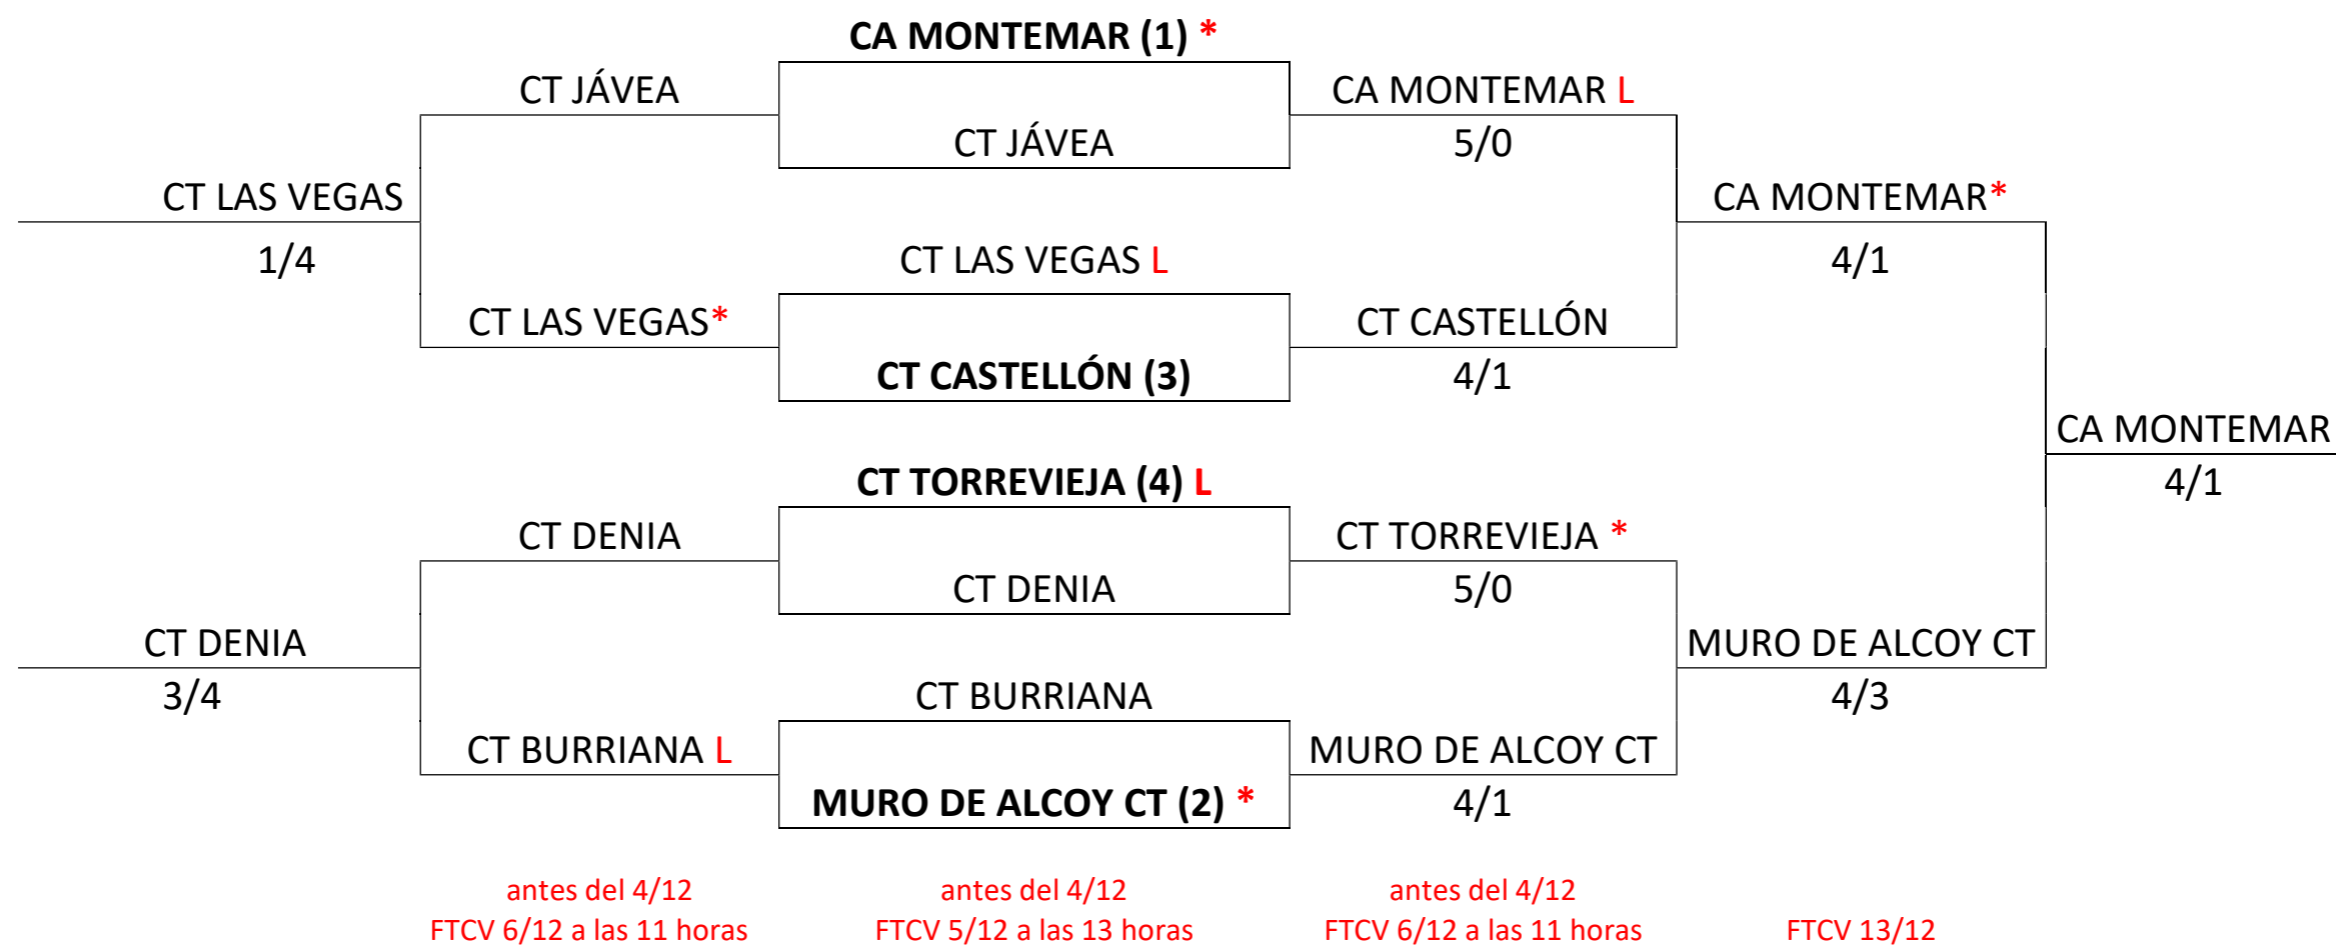 CA MONTEMAR (1) *
CT JÁVEA
CA MONTEMAR L
CT JÁVEA
5/0
CT LAS VEGAS
CA MONTEMAR*
1/4
CT LAS VEGAS L
4/1
CT LAS VEGAS*
CT CASTELLÓN
CT CASTELLÓN (3)
4/1
CA MONTEMAR
CT TORREVIEJA (4) L
4/1
CT DENIA
CT TORREVIEJA *
CT DENIA
5/0
CT DENIA
MURO DE ALCOY CT
3/4
CT BURRIANA
4/3
CT BURRIANA L
MURO DE ALCOY CT
MURO DE ALCOY CT (2) *
4/1
antes del 4/12
antes del 4/12
antes del 4/12
FTCV 6/12 a las 11 horas
FTCV 5/12 a las 13 horas
FTCV 6/12 a las 11 horas
FTCV 13/12